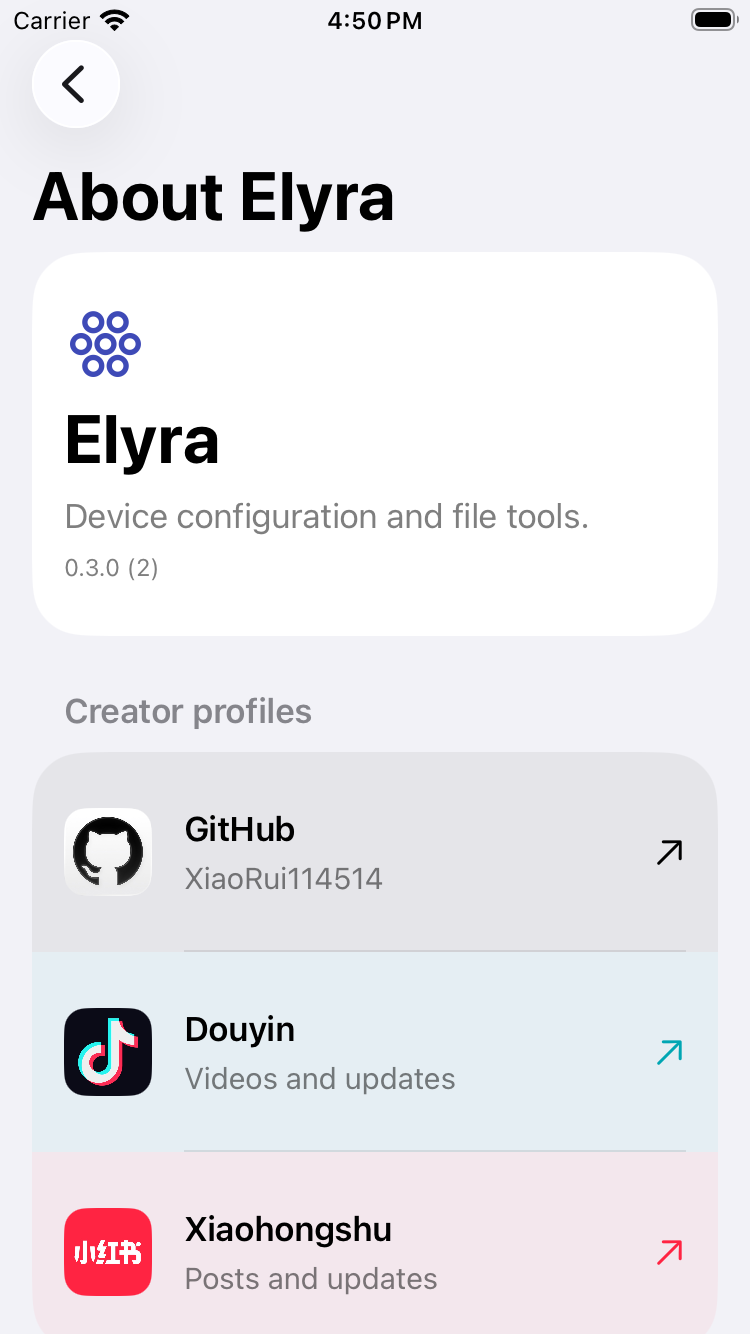 Carrier 4:50 PM
About Elyra
Elyra
Device configuration and file tools.
0.3.0 (2)
Creator profiles
GitHub
XiaoRui114514
Douyin
Videos and updates
小红书
Xiaohongshu
Posts and updates